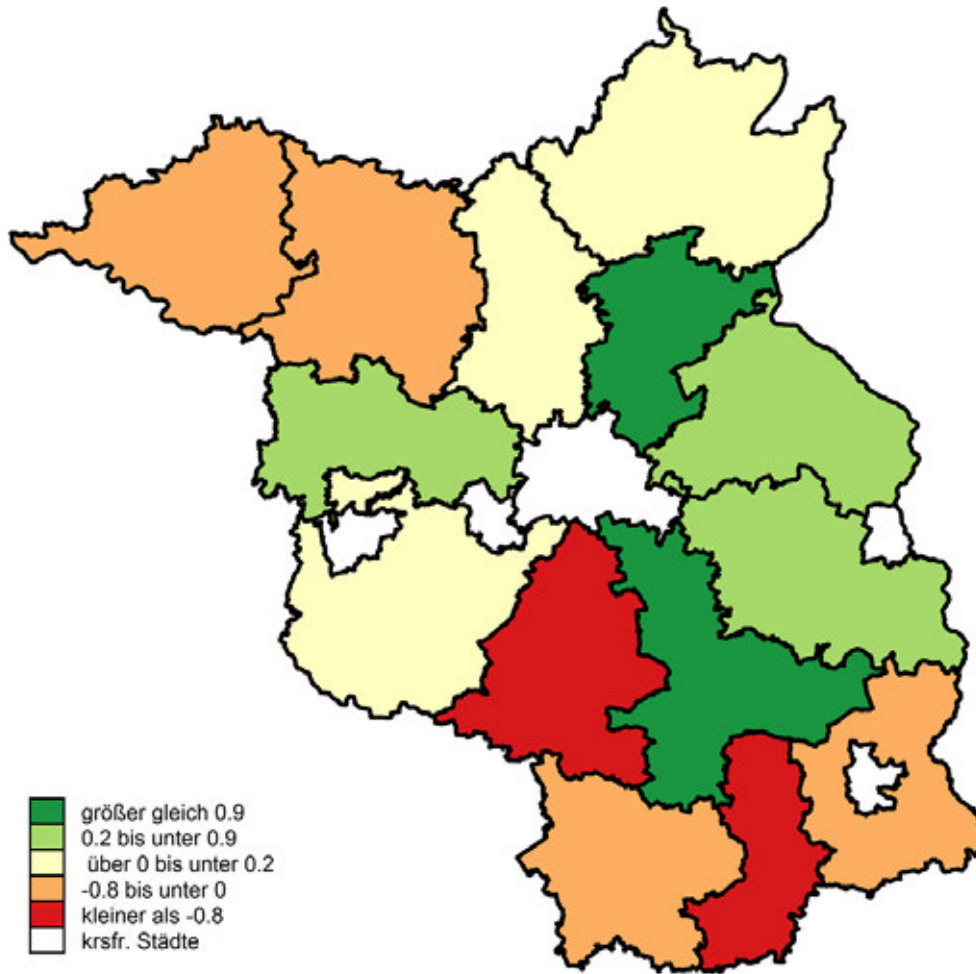 größer gleich 0.9
0.2 bis unter 0.9
über 0 bis unter 0.2
-0.8 bis unter 0
kleiner als -0.8
krsfr. Städte